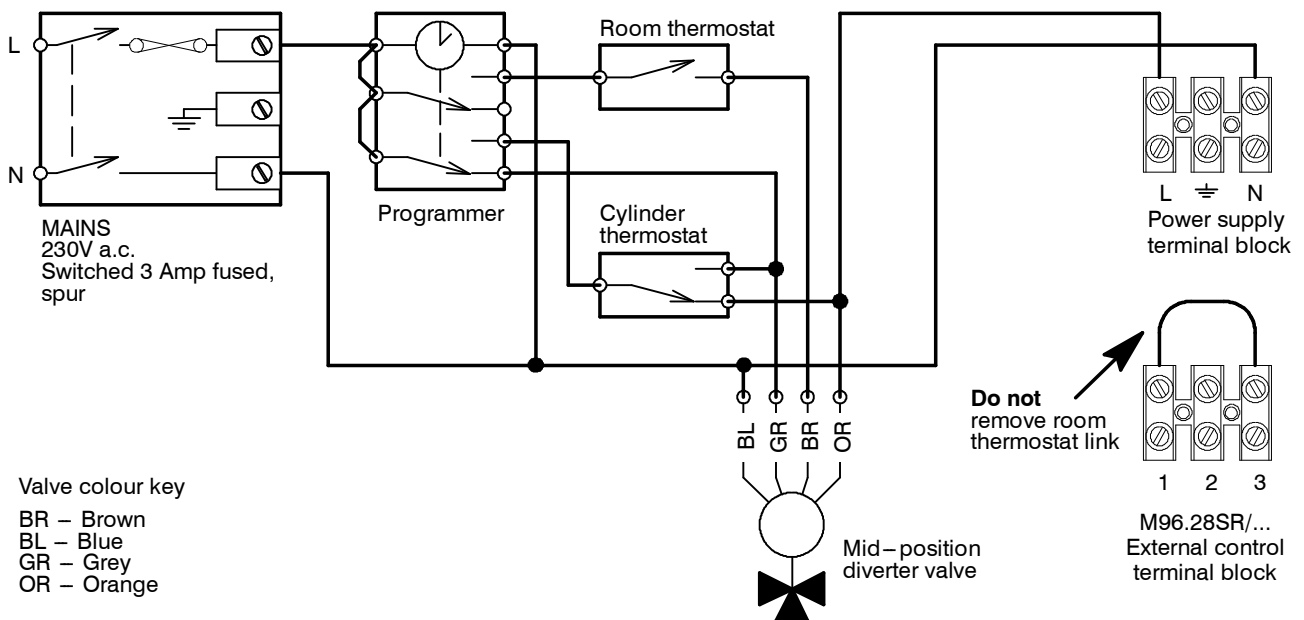 L
N
MAINS
230V a.c.
Switched 3 Amp fused,
spur
Programmer
Room thermostat
Cylinder
thermostat
L
N
Power supply
terminal block
Do not
remove room
thermostat link
1 2 3
M96.28SR/...
External control
terminal block
BL
GR
BR
OR
Mid–position
diverter valve
Valve colour key
BR – Brown
BL – Blue
GR – Grey
OR – Orange